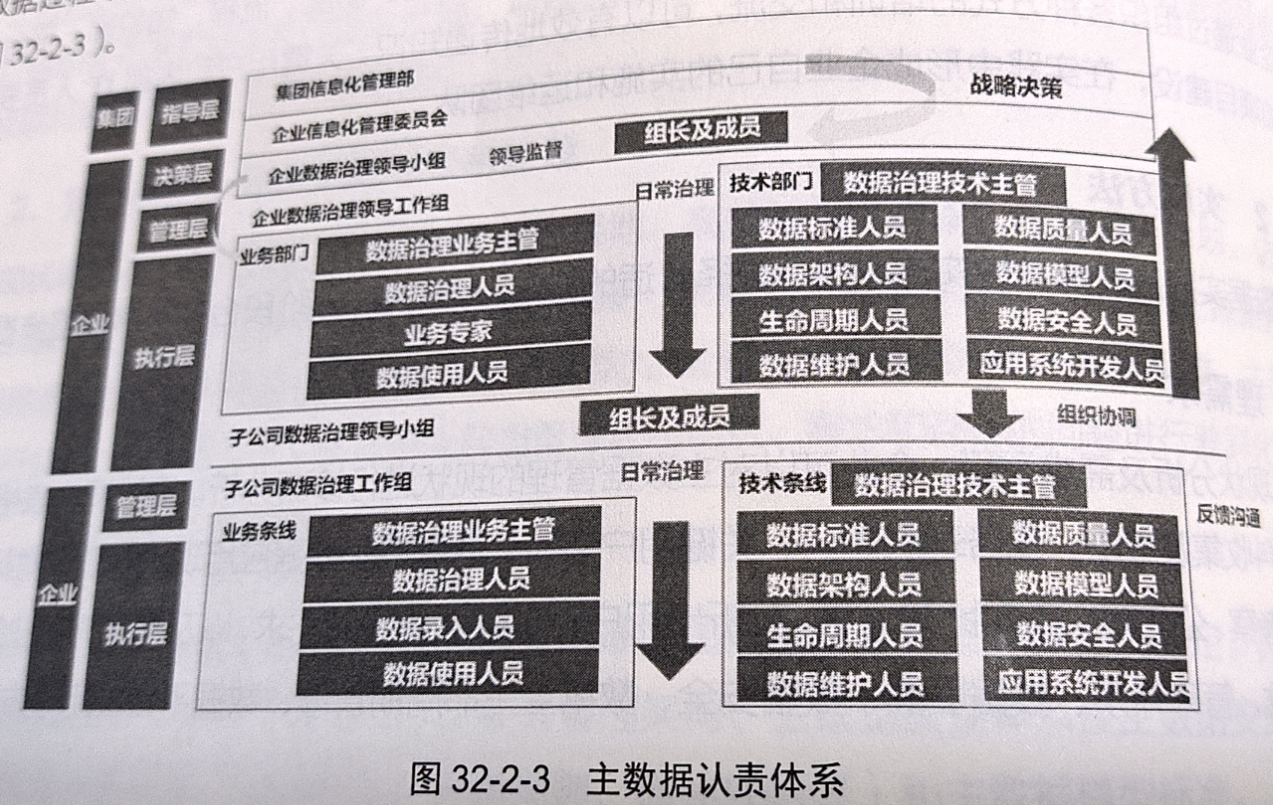 据
32-2-3）。
集团
指导层
集团信息化管理部
战略决策
企业信息化管理委员会
组长及成员
决策层
企业数据治理领导小组
领导监督
企业
管理层
企业数据治理领导工作组
日常治理
技术部门
数据治理技术主管
业务部门
数据治理业务主管
数据标准人员
数据质量人员
数据治理人员
数据架构人员
数据模型人员
执行层
业务专家
生命周期人员
数据安全人员
数据使用人员
数据维护人员
应用系统开发人员
子公司数据治理领导小组
组长及成员
组织协调
企业
管理层
子公司数据治理工作组
日常治理
技术条线
数据治理技术主管
反馈沟通
业务条线
数据治理业务主管
数据标准人员
数据质量人员
执行层
数据治理人员
数据架构人员
数据模型人员
数据录入人员
生命周期人员
数据安全人员
数据使用人员
数据维护人员
应用系统开发人员
图 32-2-3 主数据认责体系